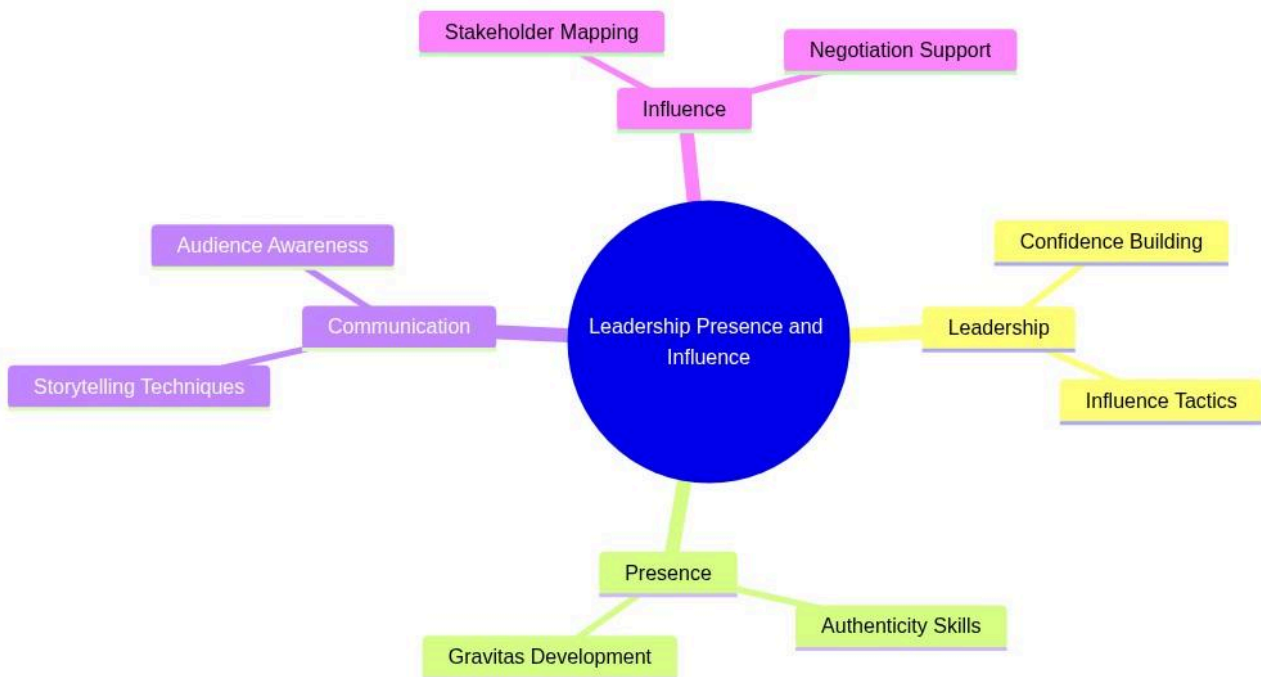 Stakeholder Mapping
Negotiation Support
Influence
Audience Awareness
Confidence Building
Communication
Leadership Presence and
Influence
Leadership
Storytelling Techniques
Influence Tactics
Presence
Authenticity Skills
Gravitas Development